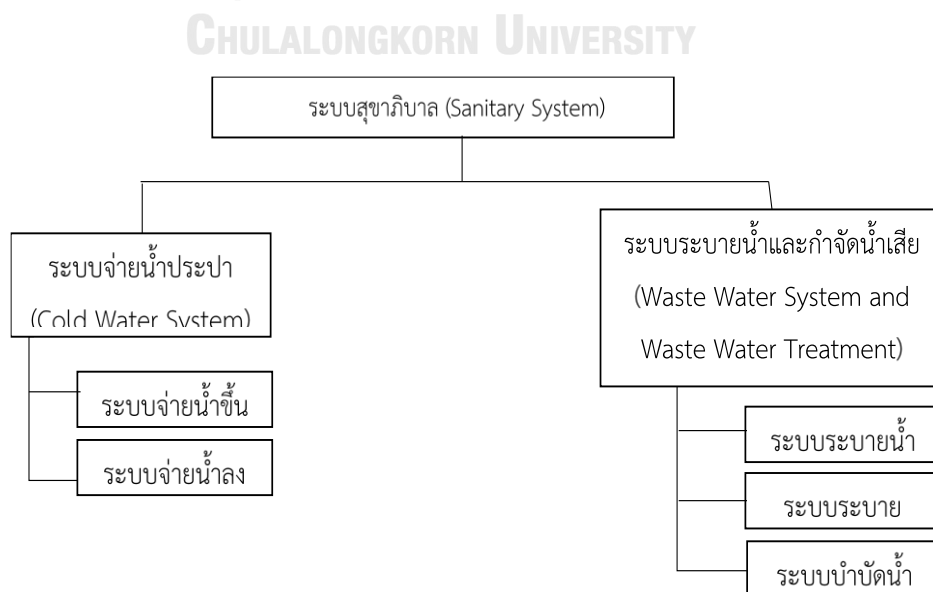 CHULALONGKORN UNIVERSITY
ระบบสุขาภิบาล (Sanitary System)
ระบบจ่ายน้ำประปา
(Cold Water System)
ระบบจ่ายน้ำขึ้น
ระบบจ่ายน้ำลง
ระบบระบายน้ำและกำจัดน้ำเสีย
(Waste Water System and
Waste Water Treatment)
ระบบระบายน้ำ
ระบบระบาย
ระบบบำบัดน้ำ